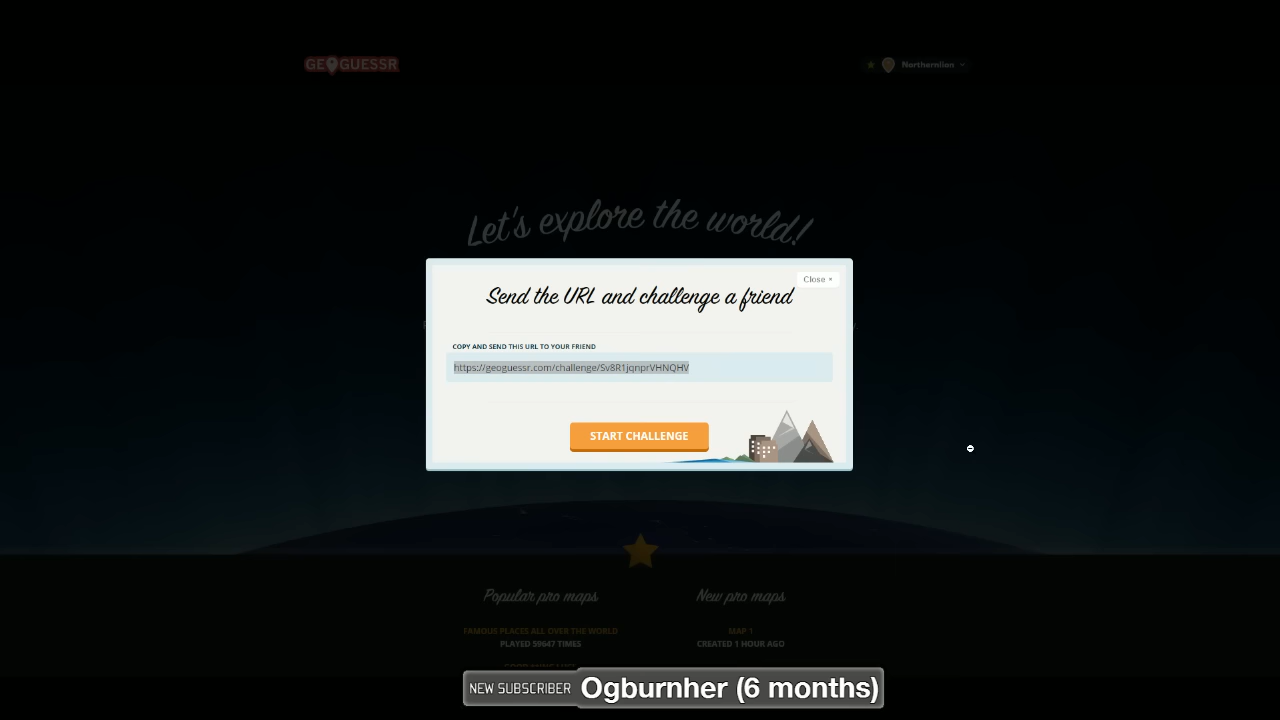 GEOGUESSR
Northernlion
Let's explore the world!
Close ×
Send the URL and challenge a friend
COPY AND SEND THIS URL TO YOUR FRIEND
https://geoguessr.com/challenge/Sv8R1jqnprVHNQHV
START CHALLENGE
Popular pro maps
New pro maps
FAMOUS PLACES ALL OVER THE WORLD
MAP 1
PLAYED 59647 TIMES
CREATED 1 HOUR AGO
NEW SUBSCRIBER Ogburnher (6 months)